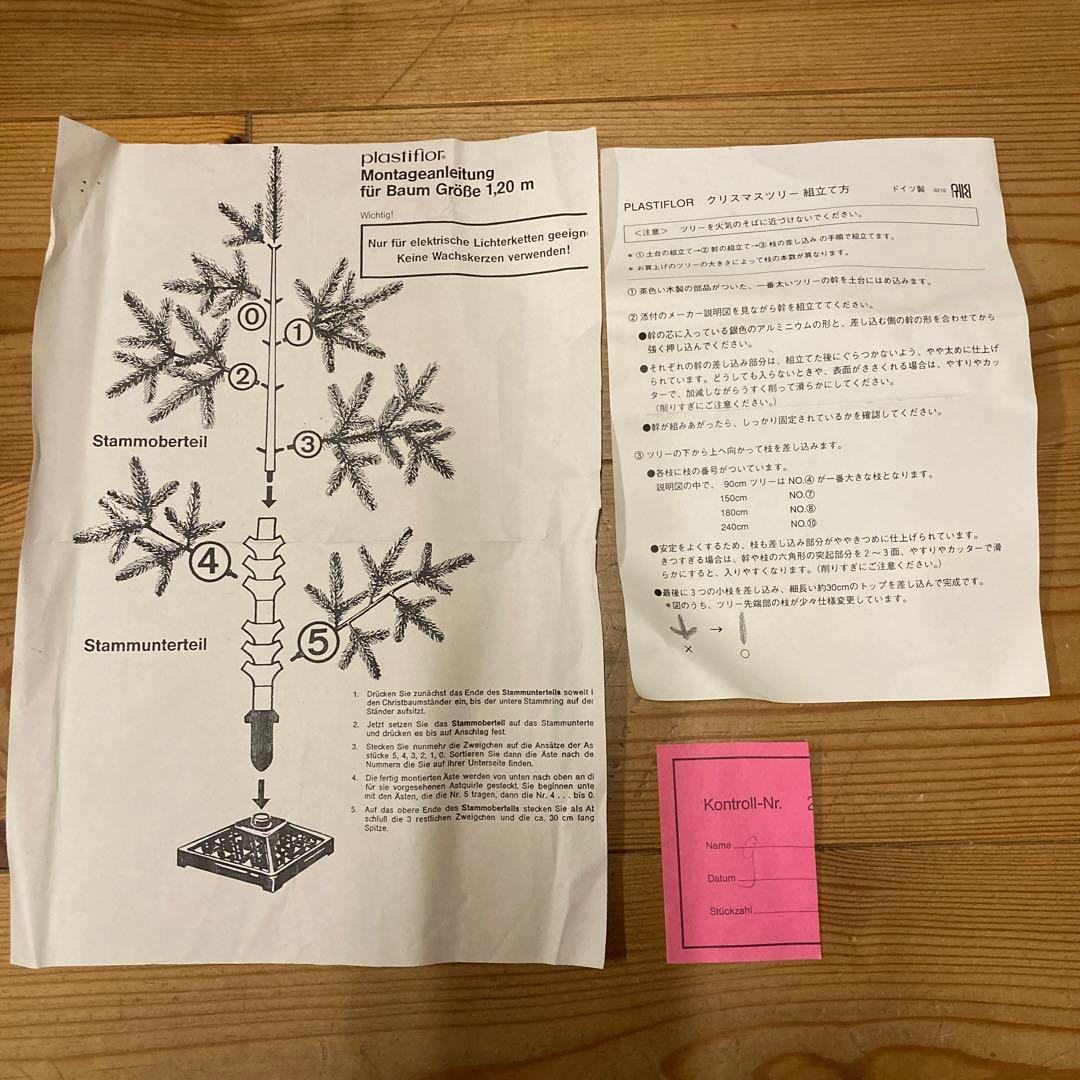 plastiflor®
Montageanleitung
für Baum Größe 1,20 m
Wichtig!
Nur für elektrische Lichterketten geeign
Keine Wachskerzen verwenden!
0
1
2
3
Stammoberteil
4
5
Stammunterteil
1. Drücken Sie zunächst das Ende des Stammunterteils soweit i
den Christbaumständer ein, bis der untere Stammring auf de
Ständer aufsitzt.
2. Jetzt setzen Sie das Stammoberteil auf das Stammunterte
und drücken es bis auf Anschlag fest.
3. Stecken Sie nunmehr die Zweigchen auf die Ansätze der As
stücke 5, 4, 3, 2, 1, 0. Sortieren Sie dann die Äste nach de
Nummern die Sie auf ihrer Unterseite finden.
4. Die fertig montierten Äste werden von unten nach oben an di
für sie vorgesehenen Astquirle gesteckt. Sie beginnen unte
mit den Ästen, die die Nr. 5 tragen, dann die Nr. 4 . . . bis 0.
5. Auf das obere Ende des Stammoberteils stecken Sie als Ab
schluß die 3 restlichen Zweigchen und die ca. 30 cm lang
Spitze.
PLASTIFLOR クリスマスツリー 組立て方 ドイツ製 0210
<注意> ツリーを火気のそばに近づけないでください。
* ① 土台の組立て→② 幹の組立て→③ 枝の差し込み の手順で組立てます。
* お買上げのツリーの大きさによって枝の本数が異なります。
① 茶色い木製の部品がついた、一番太いツリーの幹を土台にはめ込みます。
② 添付のメーカー説明図を見ながら幹を組立ててください。
●幹の芯に入っている銀色のアルミニウムの形と、差し込む側の幹の形を合わせてから
強く押し込んでください。
●それぞれの幹の差し込み部分は、組立てた後にぐらつかないよう、やや太めに仕上げ
られています。どうしても入らないときや、表面がささくれる場合は、やすりやカッ
ターで、加減しながらうすく削って滑らかにしてください。
(削りすぎにご注意ください。)
●幹が組みあがったら、しっかり固定されているかを確認してください。
③ ツリーの下から上へ向かって枝を差し込みます。
●各枝に枝の番号がついています。
説明図の中で、 90cm ツリーは NO.④ が一番大きな枝となります。
150cm NO.⑦
180cm NO.⑧
240cm NO.⑩
●安定をよくするため、枝も差し込み部分がややきつめに仕上げられています。
きつすぎる場合は、幹や枝の六角形の突起部分を2~3面、やすりやカッターで滑
らかにすると、入りやすくなります。(削りすぎにご注意ください。)
●最後に3つの小枝を差し込み、細長い約30cmのトップを差し込んで完成です。
*図のうち、ツリー先端部の枝が少々仕様変更しています。
→
× ○
Kontroll-Nr. 2
Name
Datum
Stückzahl